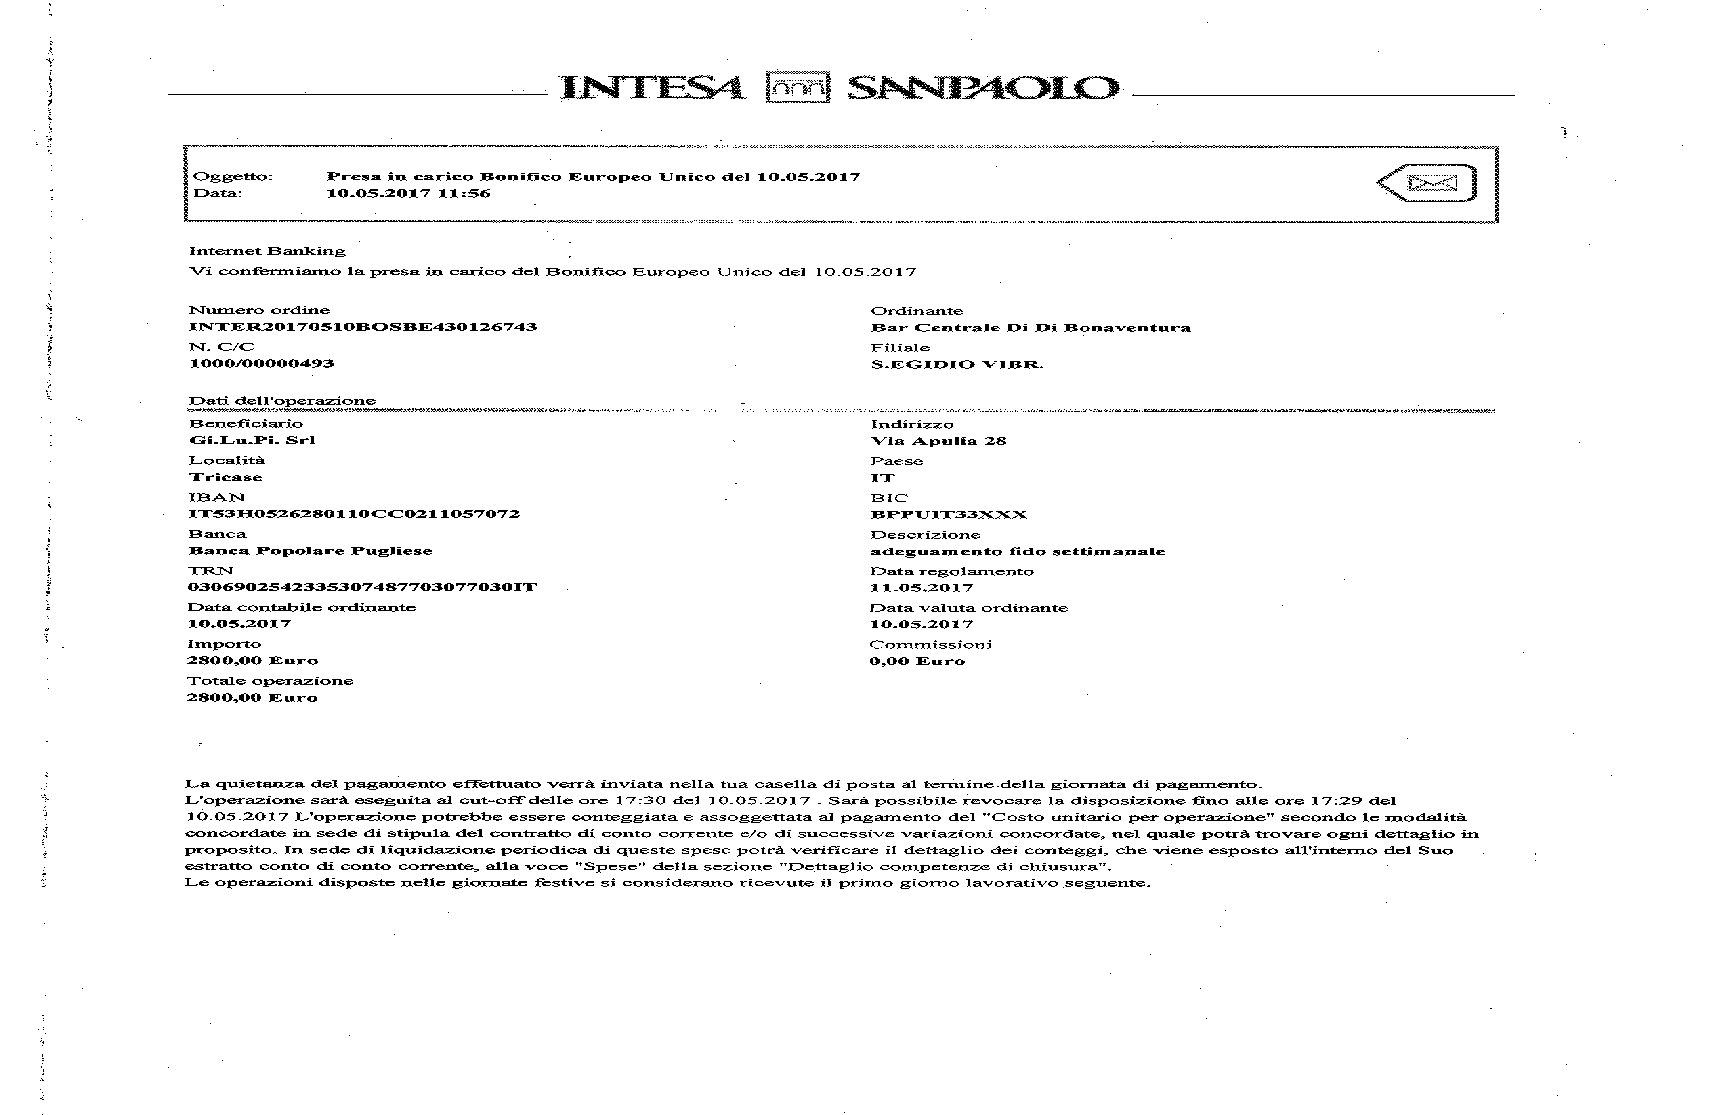 INTESA SANPAOLO
Oggetto: Presa in carico Bonifico Europeo Unico del 10.05.2017
Data: 10.05.2017 11:56
Internet Banking
Vi confermiamo la presa in carico del Bonifico Europeo Unico del 10.05.2017
Numero ordine Ordinante
INTER20170510BOSBE430126743 Bar Centrale Di Di Bonaventura
N. C/C Filiale
1000/00000493 S.EGIDIO VIBR.
Dati dell'operazione
Beneficiario Indirizzo
Gi.Lu.Pi. Srl Via Apulia 28
Località Paese
Tricase IT
IBAN BIC
IT53H0526280110CC0211057072 BPPUIT33XXX
Banca Descrizione
Banca Popolare Pugliese adeguamento fido settimanale
TRN Data regolamento
0306902542335307487703077030IT 11.05.2017
Data contabile ordinante Data valuta ordinante
10.05.2017 10.05.2017
Importo Commissioni
2800,00 Euro 0,00 Euro
Totale operazione
2800,00 Euro
La quietanza del pagamento effettuato verrà inviata nella tua casella di posta al termine della giornata di pagamento.
L'operazione sarà eseguita al cut-off delle ore 17:30 del 10.05.2017 . Sarà possibile revocare la disposizione fino alle ore 17:29 del
10.05.2017 L'operazione potrebbe essere conteggiata e assoggettata al pagamento del "Costo unitario per operazione" secondo le modalità
concordate in sede di stipula del contratto di conto corrente e/o di successive variazioni concordate, nel quale potrà trovare ogni dettaglio in
proposito. In sede di liquidazione periodica di queste spese potrà verificare il dettaglio dei conteggi, che viene esposto all'interno del Suo
estratto conto di conto corrente, alla voce "Spese" della sezione "Dettaglio competenze di chiusura".
Le operazioni disposte nelle giornate festive si considerano ricevute il primo giorno lavorativo seguente.